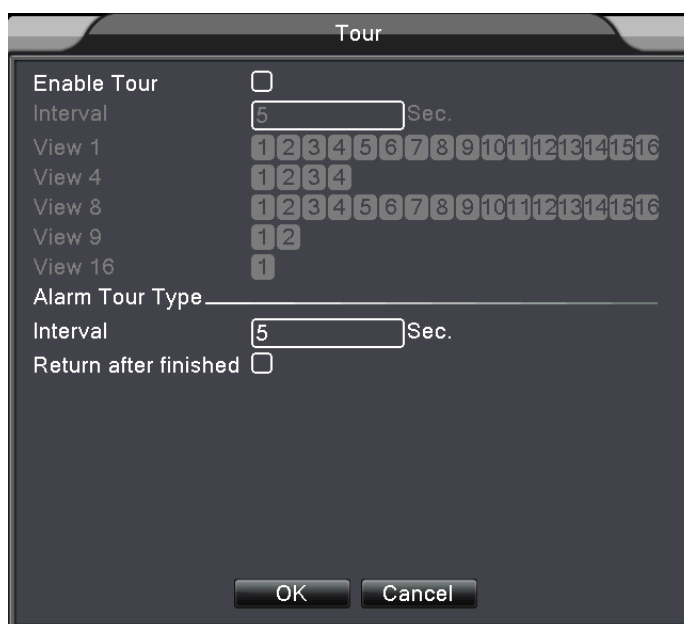 Tour
Enable Tour
Interval 5 Sec.
View 1 1 2 3 4 5 6 7 8 9 10 11 12 13 14 15 16
View 4 1 2 3 4
View 8 1 2 3 4 5 6 7 8 9 10 11 12 13 14 15 16
View 9 1 2
View 16 1
Alarm Tour Type
Interval 5 Sec.
Return after finished
OK Cancel